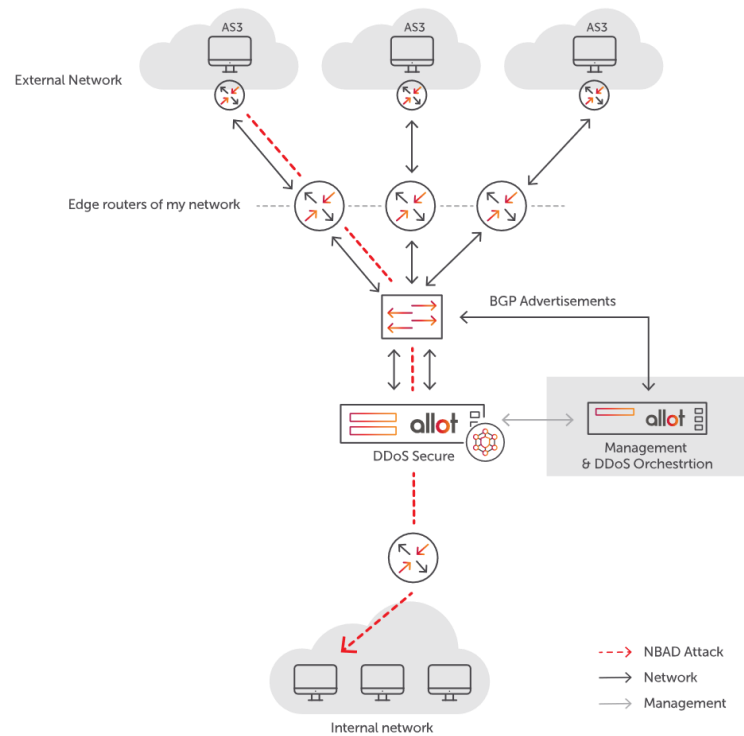 AS3
AS3
AS3
External Network
Edge routers of my network
BGP Advertisements
allot
DDoS Secure
allot
Management
& DDoS Orchestrtion
NBAD Attack
Network
Management
Internal network